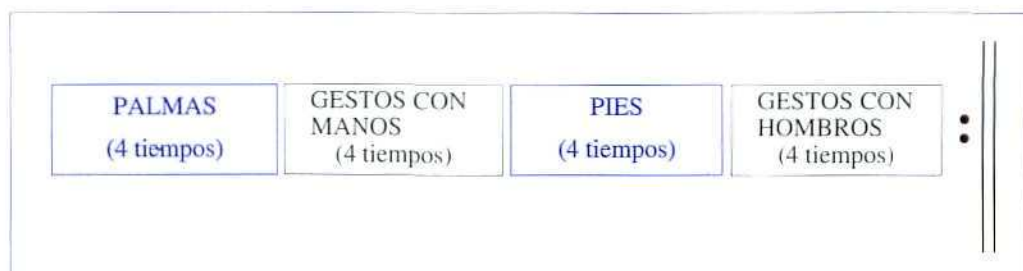 PALMAS
(4 tiempos)
GESTOS CON
MANOS
(4 tiempos)
PIES
(4 tiempos)
GESTOS CON
HOMBROS
(4 tiempos)